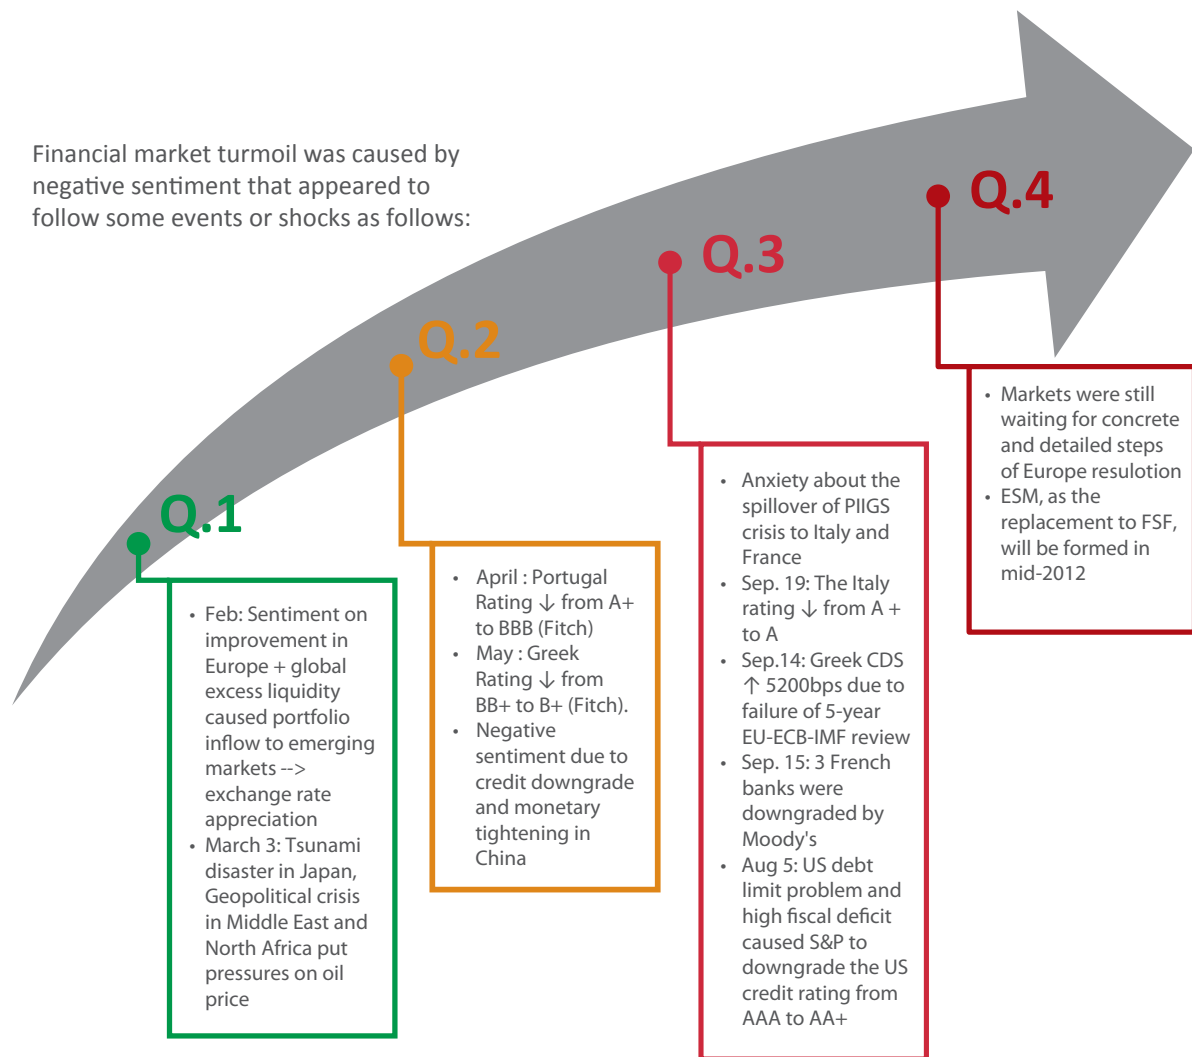 Financial market turmoil was caused by
negative sentiment that appeared to
follow some events or shocks as follows:
Q.1
• Feb: Sentiment on
improvement in
Europe + global
excess liquidity
caused portfolio
inflow to emerging
markets -->
exchange rate
appreciation
• March 3: Tsunami
disaster in Japan,
Geopolitical crisis
in Middle East and
North Africa put
pressures on oil
price
Q.2
• April : Portugal
Rating ↓ from A+
to BBB (Fitch)
• May : Greek
Rating ↓ from
BB+ to B+ (Fitch).
• Negative
sentiment due to
credit downgrade
and monetary
tightening in
China
Q.3
• Anxiety about the
spillover of PIIGS
crisis to Italy and
France
• Sep. 19: The Italy
rating ↓ from A +
to A
• Sep.14: Greek CDS
↑ 5200bps due to
failure of 5-year
EU-ECB-IMF review
• Sep. 15: 3 French
banks were
downgraded by
Moody's
• Aug 5: US debt
limit problem and
high fiscal deficit
caused S&P to
downgrade the US
credit rating from
AAA to AA+
Q.4
• Markets were still
waiting for concrete
and detailed steps
of Europe resulotion
• ESM, as the
replacement to FSF,
will be formed in
mid-2012